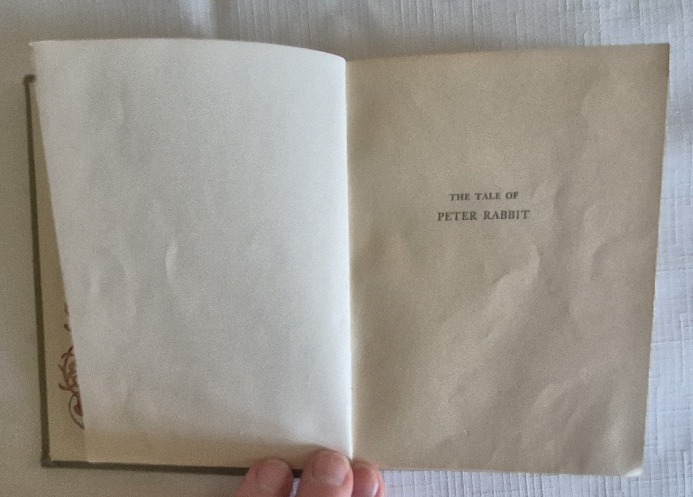 THE TALE OF
PETER RABBIT